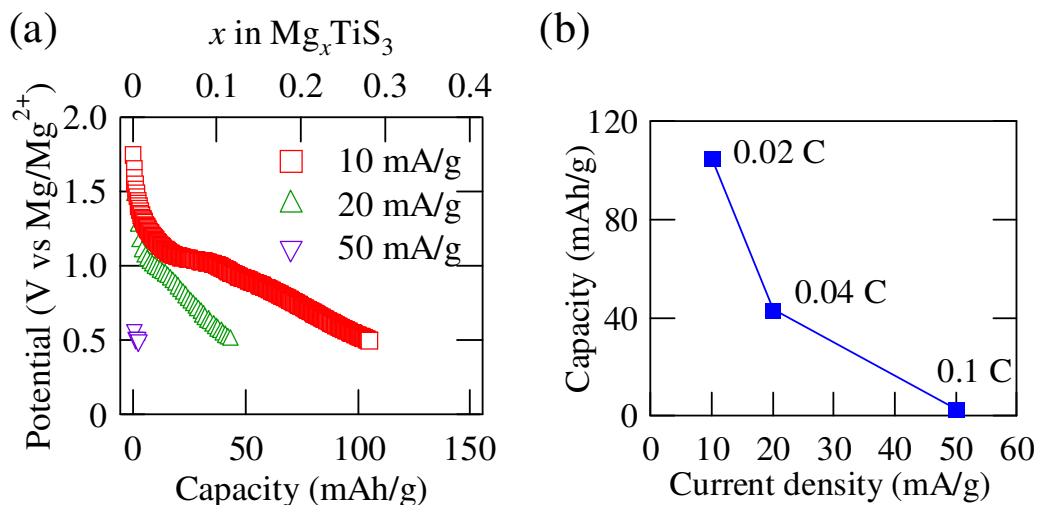 (a)
x in MgₓTiS₃
0 0.1 0.2 0.3 0.4
Potential (V vs Mg/Mg²⁺)
2.0
1.5
1.0
0.5
0
10 mA/g
20 mA/g
50 mA/g
0 50 100 150
Capacity (mAh/g)
(b)
Capacity (mAh/g)
120
80
40
0
0.02 C
0.04 C
0.1 C
0 10 20 30 40 50 60
Current density (mA/g)